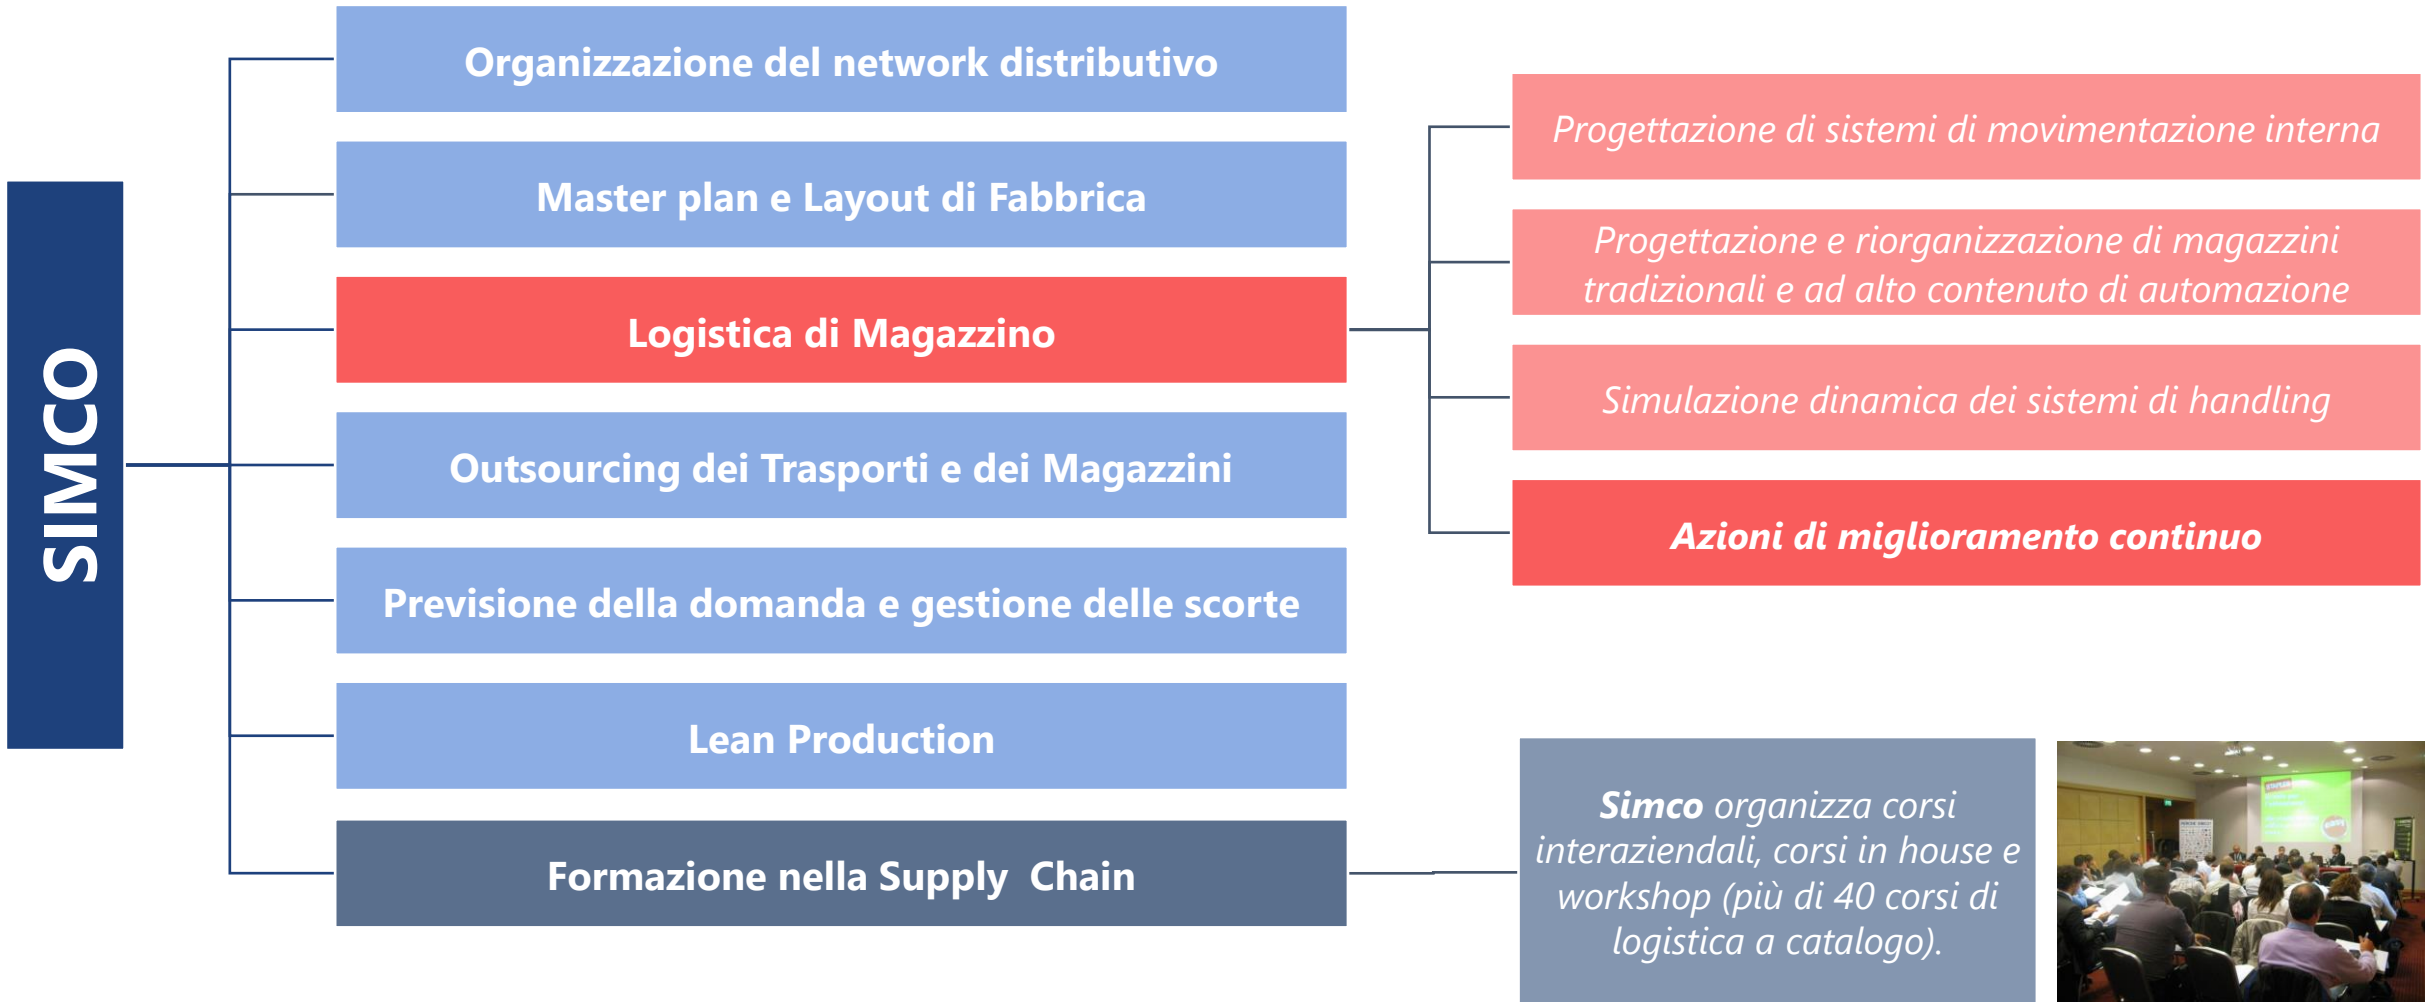 SIMCO
Organizzazione del network distributivo
Master plan e Layout di Fabbrica
Logistica di Magazzino
Outsourcing dei Trasporti e dei Magazzini
Previsione della domanda e gestione delle scorte
Lean Production
Formazione nella Supply  Chain
Progettazione di sistemi di movimentazione interna
Progettazione e riorganizzazione di magazzini
tradizionali e ad alto contenuto di automazione
Simulazione dinamica dei sistemi di handling
Azioni di miglioramento continuo
Simco organizza corsi
interaziendali, corsi in house e
workshop (più di 40 corsi di
logistica a catalogo).